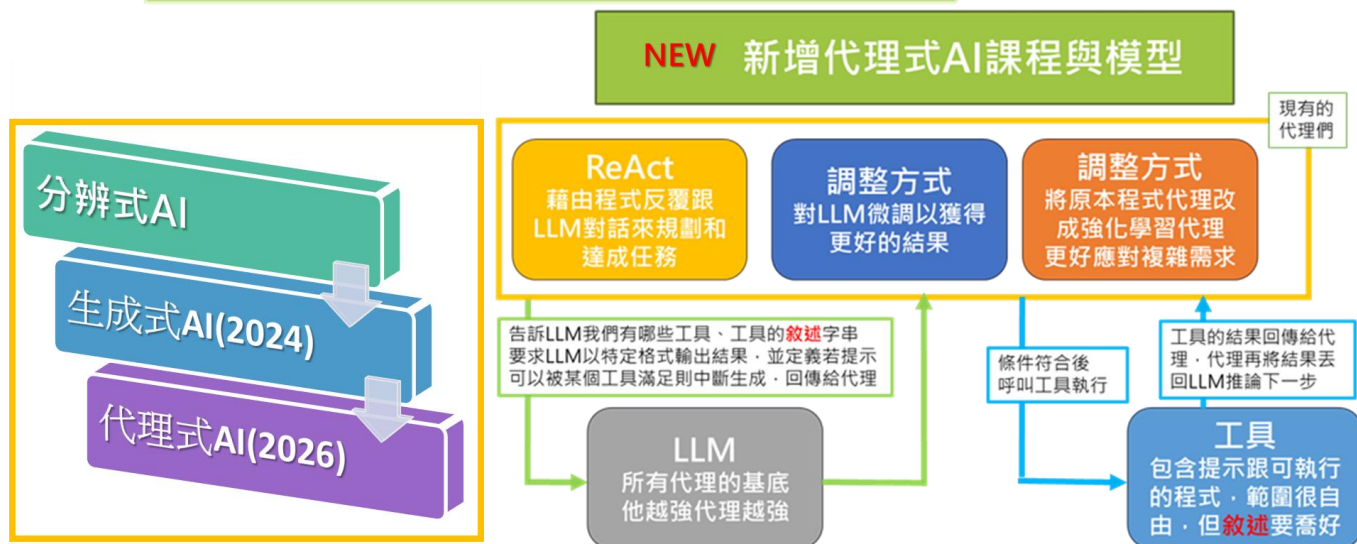 NEW 新增代理式AI課程與模型
分辨式AI
生成式AI(2024)
代理式AI(2026)
現有的
代理們
ReAct
藉由程式反覆跟
LLM對話來規劃和
達成任務
調整方式
對LLM微調以獲得
更好的結果
調整方式
將原本程式代理改
成強化學習代理
更好應對複雜需求
告訴LLM我們有哪些工具、工具的敘述字串
要求LLM以特定格式輸出結果，並定義若提示
可以被某個工具滿足則中斷生成，回傳給代理
條件符合後
呼叫工具執行
工具的結果回傳給代
理，代理再將結果丟
回LLM推論下一步
LLM
所有代理的基底
他越強代理越強
工具
包含提示跟可執行
的程式，範圍很自
由，但敘述要喬好